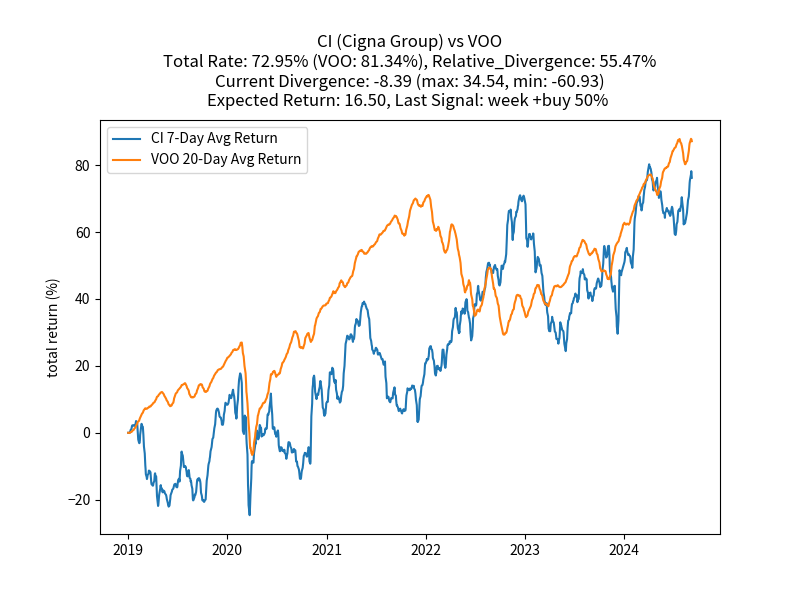 CI (Cigna Group) vs VOO
Total Rate: 72.95% (VOO: 81.34%), Relative_Divergence: 55.47%
Current Divergence: -8.39 (max: 34.54, min: -60.93)
Expected Return: 16.50, Last Signal: week +buy 50%
CI 7-Day Avg Return
VOO 20-Day Avg Return
total return (%)
80
60
40
20
0
−20
2019 2020 2021 2022 2023 2024